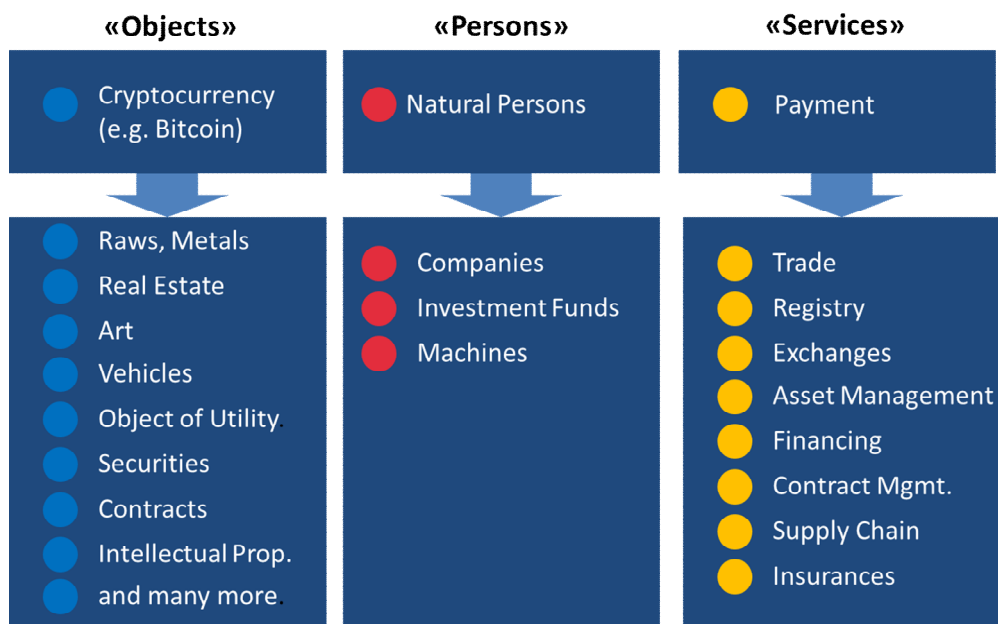 «Objects»
Cryptocurrency
(e.g. Bitcoin)
Raws, Metals
Real Estate
Art
Vehicles
Object of Utility.
Securities
Contracts
Intellectual Prop.
and many more.
«Persons»
Natural Persons
Companies
Investment Funds
Machines
«Services»
Payment
Trade
Registry
Exchanges
Asset Management
Financing
Contract Mgmt.
Supply Chain
Insurances